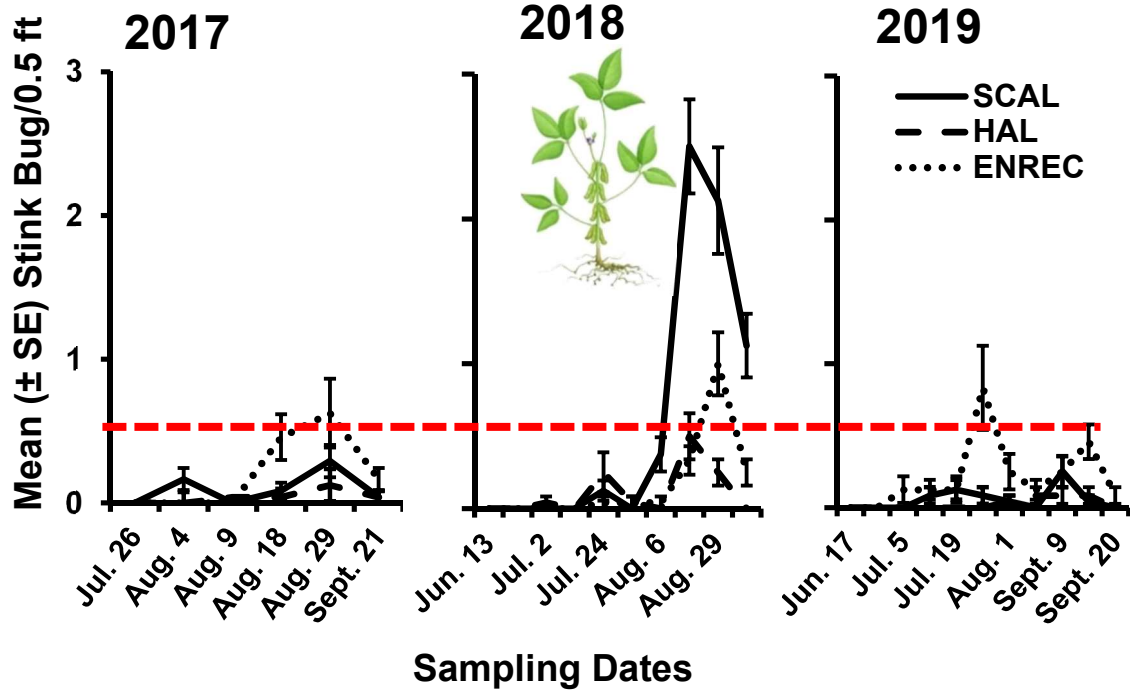 2017
2018
2019
Mean (± SE) Stink Bug/0.5 ft
3
2
1
0
SCAL
HAL
ENREC
Jul. 26
Aug. 4
Aug. 9
Aug. 18
Aug. 29
Sept. 21
Jun. 13
Jul. 2
Jul. 24
Aug. 6
Aug. 29
Jun. 17
Jul. 5
Jul. 19
Aug. 1
Sept. 9
Sept. 20
Sampling Dates